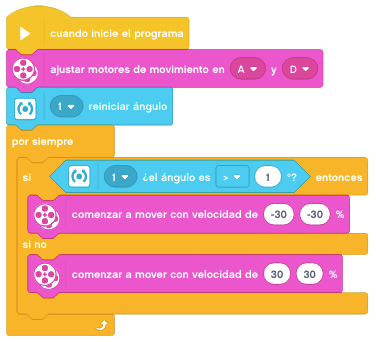 cuando inicie el programa
ajustar motores de movimiento en A y D
1 reiniciar ángulo
por siempre
si 1 ¿el ángulo es > 1 °? entonces
comenzar a mover con velocidad de -30 -30 %
si no
comenzar a mover con velocidad de 30 30 %